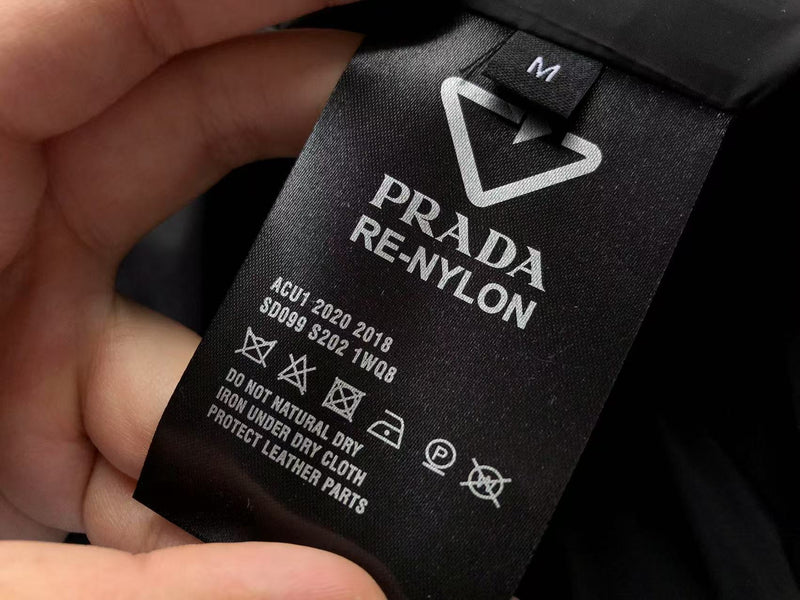 M
PRADA
RE-NYLON
ACU1 2020 2018
SD099 S202 1WQ8
P
W
DO NOT NATURAL DRY
IRON UNDER DRY CLOTH
PROTECT LEATHER PARTS